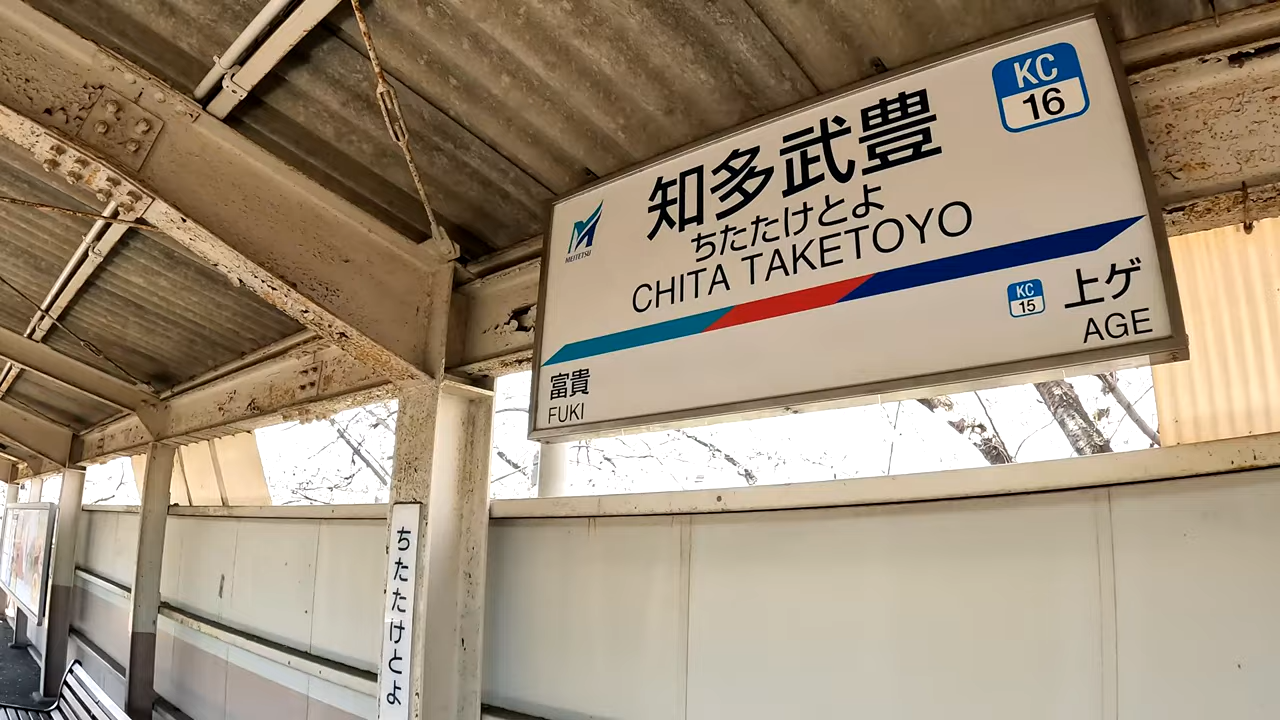 KC
16
知多武豊
ちたたけとよ
CHITA TAKETOYO
MEITETSU
富貴
FUKI
KC
15
上ゲ
AGE
ちたたけとよ